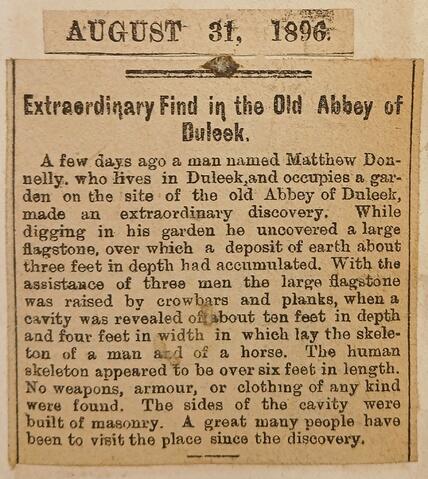 AUGUST 31, 1896.
Extraordinary Find in the Old Abbey of
Duleek.
A few days ago a man named Matthew Don-
nelly. who lives in Duleek,and occupies a gar-
den on the site of the old Abbey of Duleek,
made an extraordinary discovery. While
digging in his garden he uncovered a large
flagstone, over which a deposit of earth about
three feet in depth had accumulated. With the
assistance of three men the large flagstone
was raised by crowbars and planks, when a
cavity was revealed of about ten feet in depth
and four feet in width in which lay the skele-
ton of a man and of a horse. The human
skeleton appeared to be over six feet in length.
No weapons, armour, or clothing of any kind
were found. The sides of the cavity were
built of masonry. A great many people have
been to visit the place since the discovery.